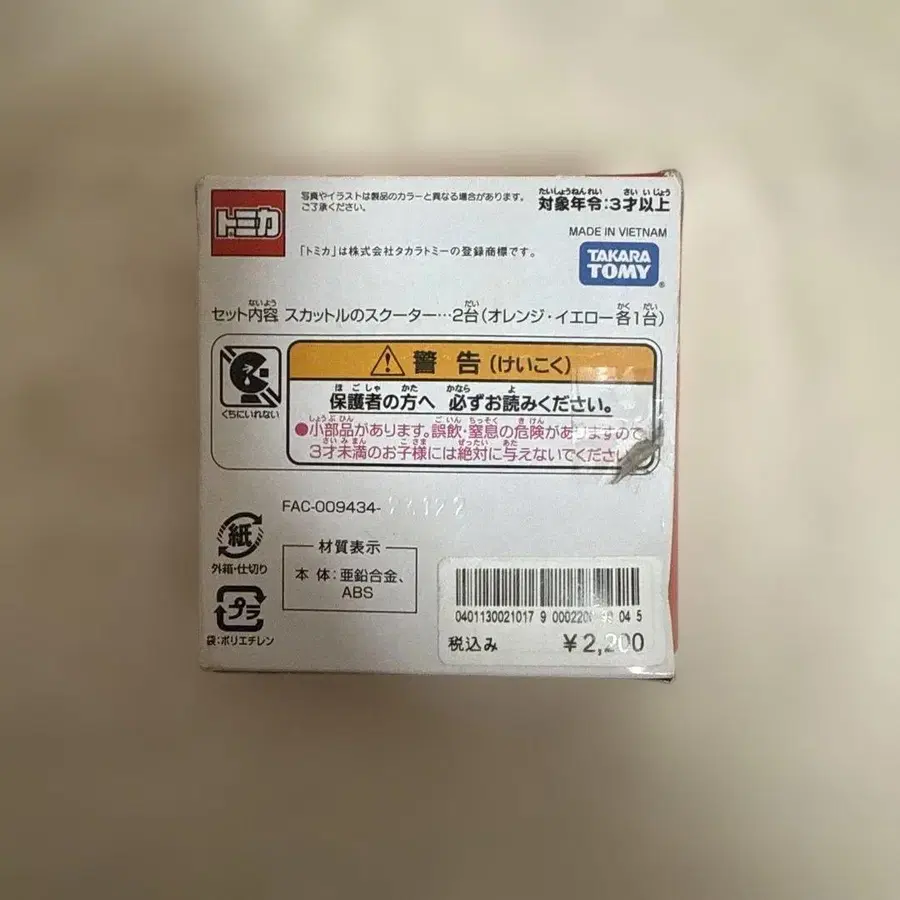 トミカ
写真やイラストは製品のカラーと異なる場合があります。
ご了承ください。
「トミカ」は株式会社タカラトミーの登録商標です。
たいしょうねんれい さいいじょう
対象年令:3才以上
MADE IN VIETNAM
TAKARA
TOMY
ないよう だい かく だい
セット内容 スカットルのスクーター…2台(オレンジ・イエロー各1台)
くちにいれない
警告(けいこく)
ほごしゃ かた かなら よ
保護者の方へ 必ずお読みください。
しょうぶひん ごいん ちっそく きけん
●小部品があります。誤飲・窒息の危険がありますので、
さいみまん こさま ぜったい あた
3才未満のお子様には絶対に与えないでください
FAC-009434-
紙
外箱・仕切り
プラ
袋:ポリエチレン
材質表示
本体:亜鉛合金、
ABS
0401130021017 9 0002200 04 5
税込み ¥2,200